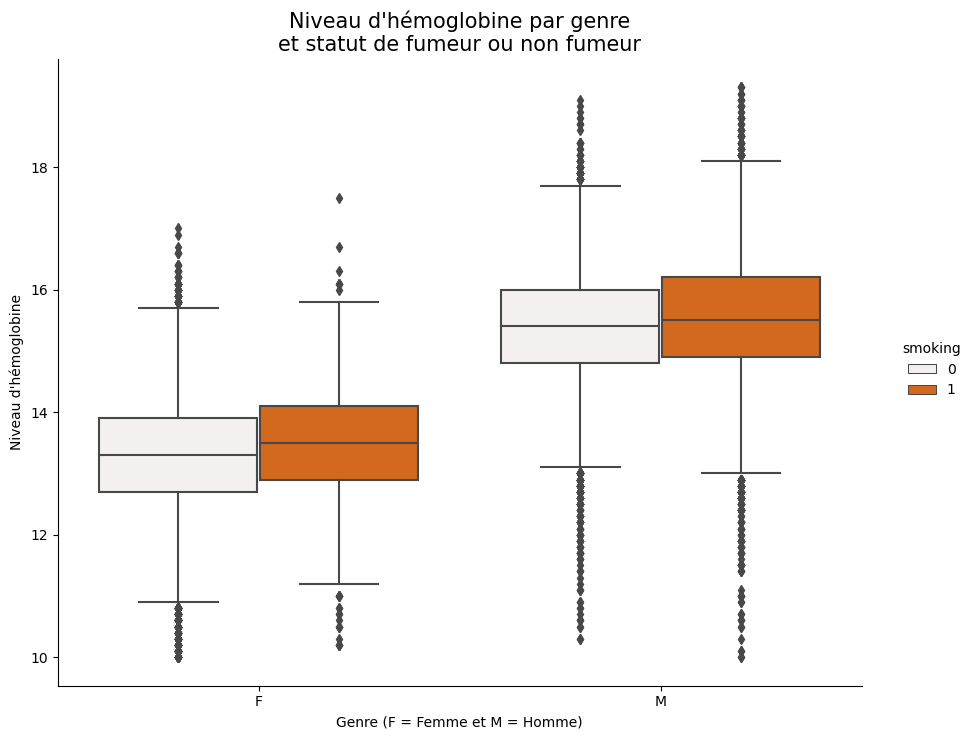 Niveau d'hémoglobine par genre
et statut de fumeur ou non fumeur
Niveau d'hémoglobine
18
16
14
12
10
F
M
Genre (F = Femme et M = Homme)
smoking
0
1